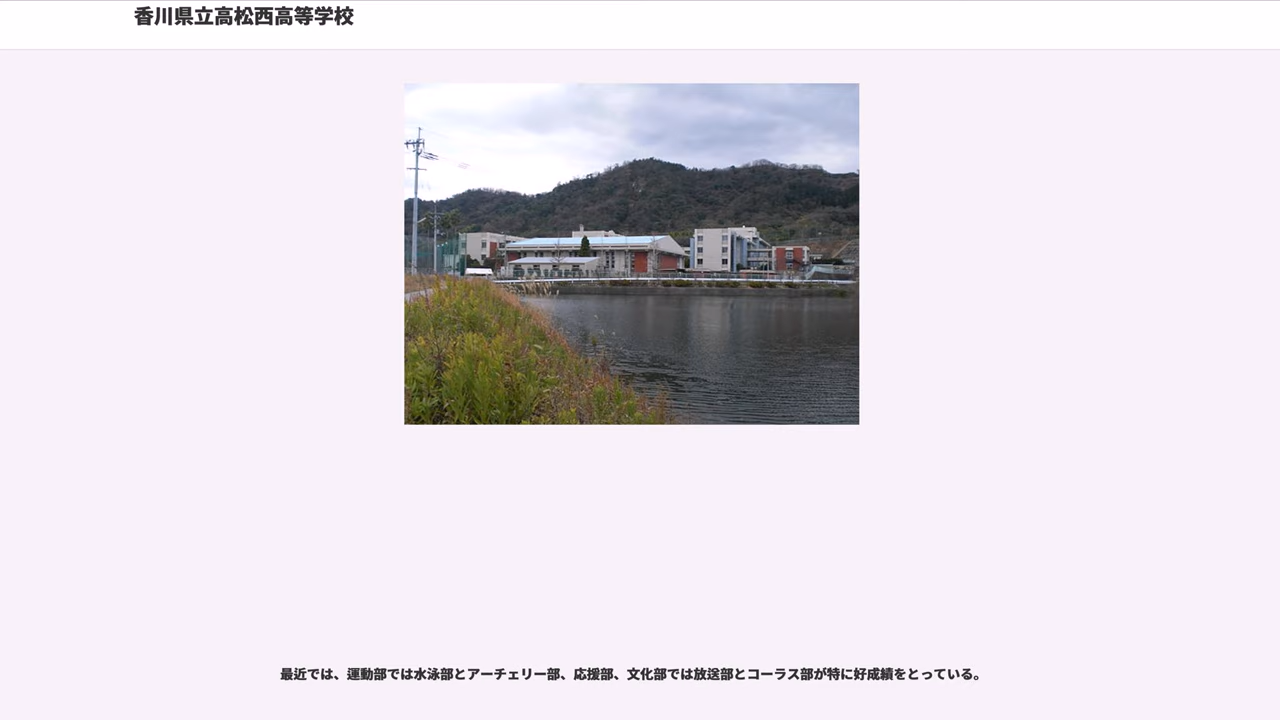 香川県立高松西高等学校
最近では、運動部では水泳部とアーチェリー部、応援部、文化部では放送部とコーラス部が特に好成績をとっている。